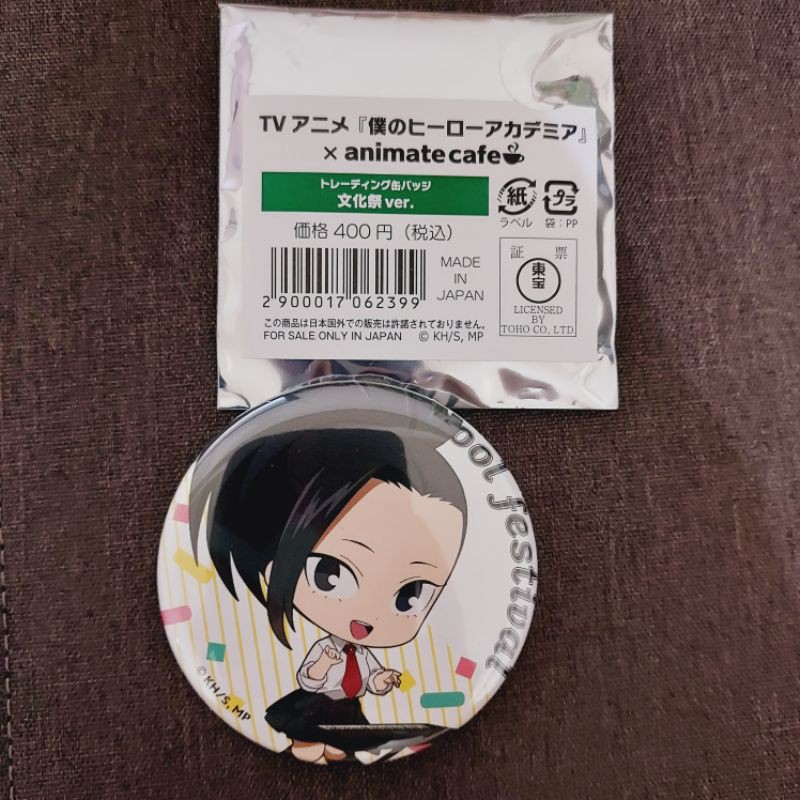 TVアニメ『僕のヒーローアカデミア』
× animatecafe
トレーディング缶バッジ
文化祭 ver.
価格 400 円（税込）
紙
ラベル
プラ
袋：PP
2 900017 062399
MADE
IN
JAPAN
証 票
東宝
LICENSED
BY
TOHO CO., LTD.
この商品は日本国外での販売は許諾されておりません。
FOR SALE ONLY IN JAPAN © KH/S, MP
festival
©KH/S, MP